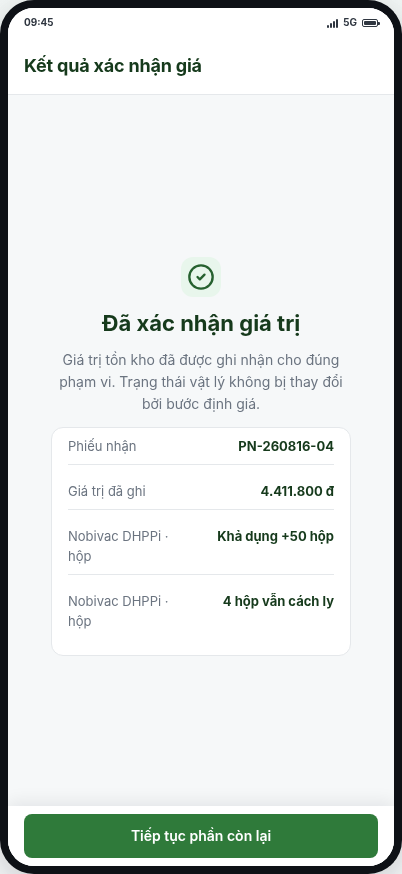 09:45
5G
Kết quả xác nhận giá
Đã xác nhận giá trị
Giá trị tồn kho đã được ghi nhận cho đúng
phạm vi. Trạng thái vật lý không bị thay đổi
bởi bước định giá.
Phiếu nhận PN-260816-04
Giá trị đã ghi 4.411.800 đ
Nobivac DHPPi · Khả dụng +50 hộp
hộp
Nobivac DHPPi · 4 hộp vẫn cách ly
hộp
Tiếp tục phần còn lại